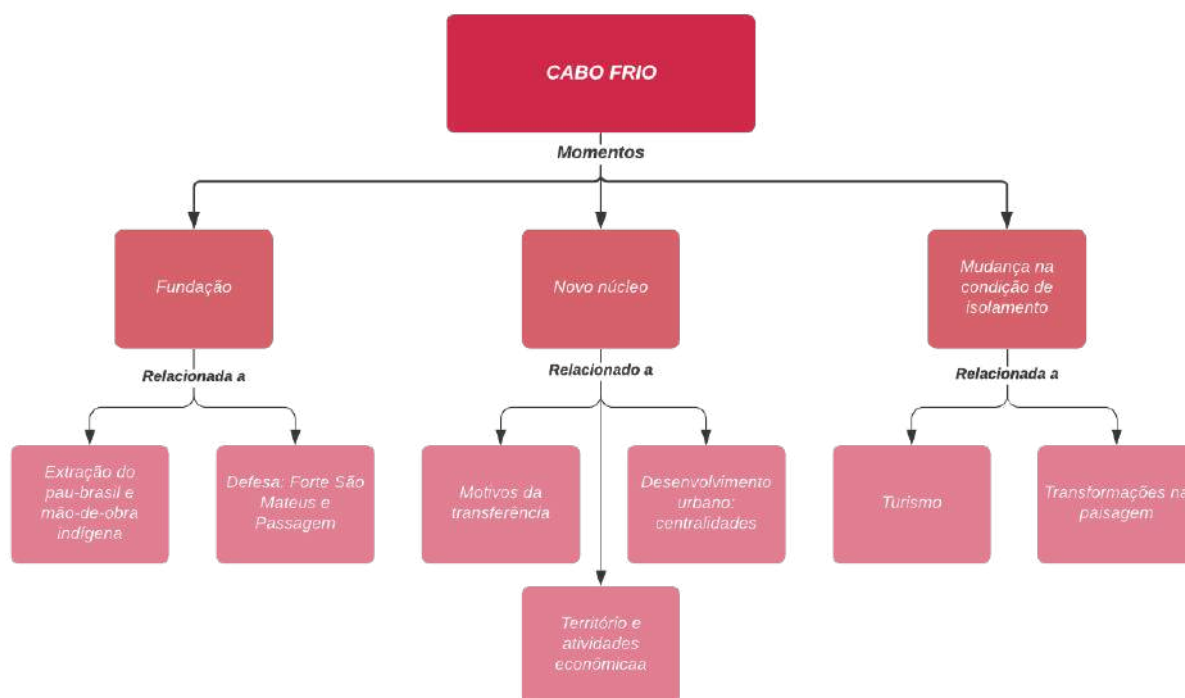 CABO FRIO
Momentos
Fundação
Novo núcleo
Mudança na
condição de
isolamento
Relacionada a
Relacionado a
Relacionada a
Extração do
pau-brasil e
mão-de-obra
indígena
Defesa: Forte São
Mateus e
Passagem
Motivos da
transferência
Desenvolvimento
urbano:
centralidades
Turismo
Transformações na
paisagem
Território e
atividades
econômicaa